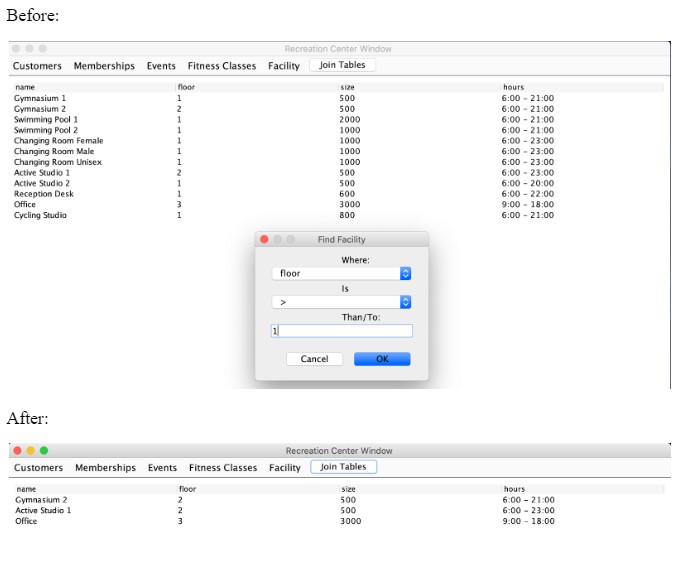 Before:
Recreation Center Window
Customers Memberships Events Fitness Classes Facility Join Tables
name floor size hours
Gymnasium 1 1 500 6:00 - 21:00
Gymnasium 2 2 500 6:00 - 21:00
Swimming Pool 1 1 2000 6:00 - 21:00
Swimming Pool 2 1 1000 6:00 - 21:00
Changing Room Female 1 1000 6:00 - 23:00
Changing Room Male 1 1000 6:00 - 23:00
Changing Room Unisex 1 1000 6:00 - 23:00
Active Studio 1 2 500 6:00 - 23:00
Active Studio 2 1 500 6:00 - 20:00
Reception Desk 1 600 6:00 - 22:00
Office 3 3000 9:00 - 18:00
Cycling Studio 1 800 6:00 - 21:00
Find Facility
Where:
floor
Is
>
Than/To:
1
Cancel OK
After:
Recreation Center Window
Customers Memberships Events Fitness Classes Facility Join Tables
name floor size hours
Gymnasium 2 2 500 6:00 - 21:00
Active Studio 1 2 500 6:00 - 23:00
Office 3 3000 9:00 - 18:00